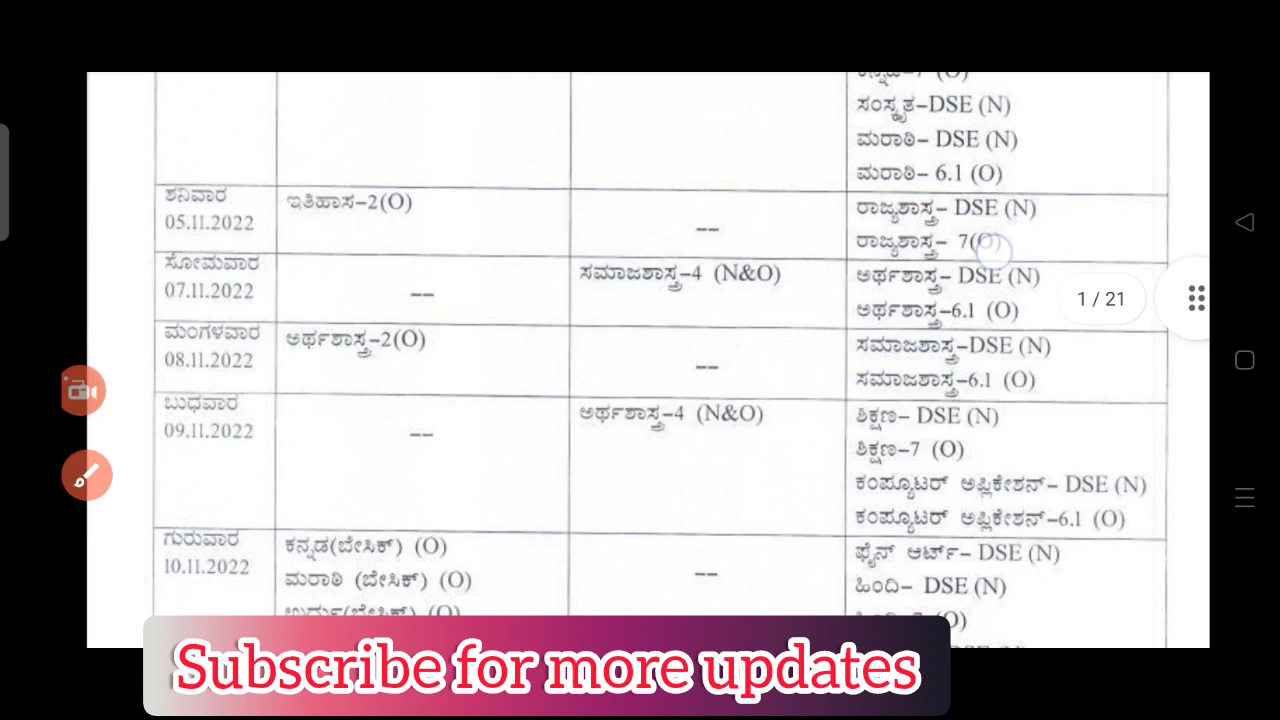 ಕನ್ನಡ-7 (O)
ಸಂಸ್ಕೃತ-DSE (N)
ಮರಾಠಿ- DSE (N)
ಮರಾಠಿ- 6.1 (O)
ಶನಿವಾರ
05.11.2022
ಇತಿಹಾಸ-2(O)
--
ರಾಜ್ಯಶಾಸ್ತ್ರ- DSE (N)
ರಾಜ್ಯಶಾಸ್ತ್ರ- 7(O)
ಸೋಮವಾರ
07.11.2022
--
ಸಮಾಜಶಾಸ್ತ್ರ-4 (N&O)
ಅರ್ಥಶಾಸ್ತ್ರ- DSE (N)
ಅರ್ಥಶಾಸ್ತ್ರ-6.1 (O)
1 / 21
ಮಂಗಳವಾರ
08.11.2022
ಅರ್ಥಶಾಸ್ತ್ರ-2(O)
--
ಸಮಾಜಶಾಸ್ತ್ರ-DSE (N)
ಸಮಾಜಶಾಸ್ತ್ರ-6.1 (O)
ಬುಧವಾರ
09.11.2022
--
ಅರ್ಥಶಾಸ್ತ್ರ-4 (N&O)
ಶಿಕ್ಷಣ- DSE (N)
ಶಿಕ್ಷಣ-7 (O)
ಕಂಪ್ಯೂಟರ್ ಅಪ್ಲಿಕೇಶನ್- DSE (N)
ಕಂಪ್ಯೂಟರ್ ಅಪ್ಲಿಕೇಶನ್-6.1 (O)
ಗುರುವಾರ
10.11.2022
ಕನ್ನಡ(ಬೇಸಿಕ್) (O)
ಮರಾಠಿ (ಬೇಸಿಕ್) (O)
ಉರ್ದು(ಬೇಸಿಕ್) (O)
--
ಫೈನ್ ಆರ್ಟ್- DSE (N)
ಹಿಂದಿ- DSE (N)
Subscribe for more updates